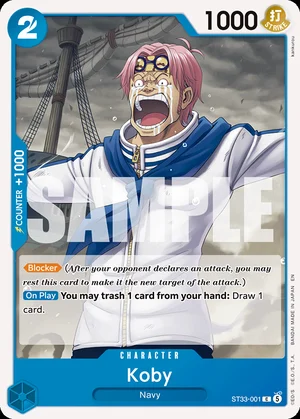 2
1000
打
STRIKE
COUNTER +1000
SAMPLE
Blocker (After your opponent declares an attack, you may
rest this card to make it the new target of the attack.)
On Play You may trash 1 card from your hand: Draw 1
card.
CHARACTER
Koby
Navy
ST33-001 C 5